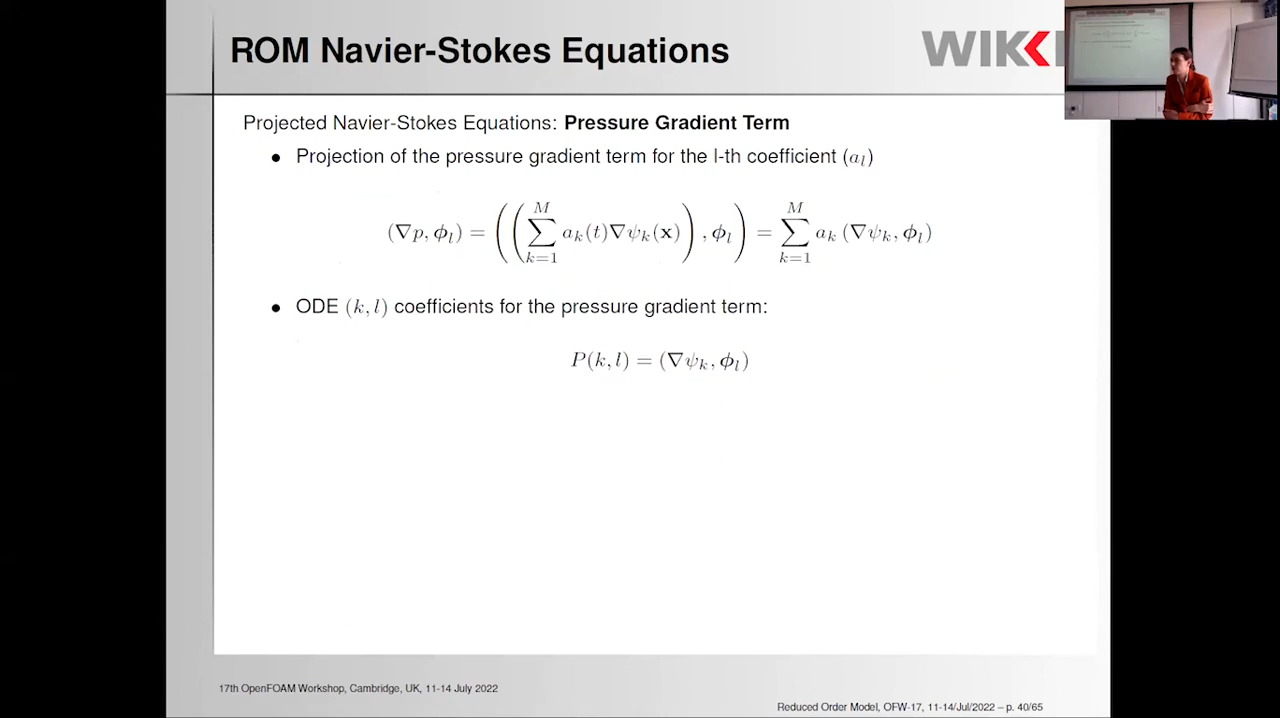 ROM Navier-Stokes Equations
WIKK
Projected Navier-Stokes Equations: Pressure Gradient Term
• Projection of the pressure gradient term for the l-th coefficient (a_l)
(∇p, ϕ_l) = ((∑_{k=1}^{M} a_k(t)∇ψ_k(x)), ϕ_l) = ∑_{k=1}^{M} a_k (∇ψ_k, ϕ_l)
• ODE (k, l) coefficients for the pressure gradient term:
P(k, l) = (∇ψ_k, ϕ_l)
17th OpenFOAM Workshop, Cambridge, UK, 11-14 July 2022
Reduced Order Model, OFW-17, 11-14/Jul/2022 – p. 40/65